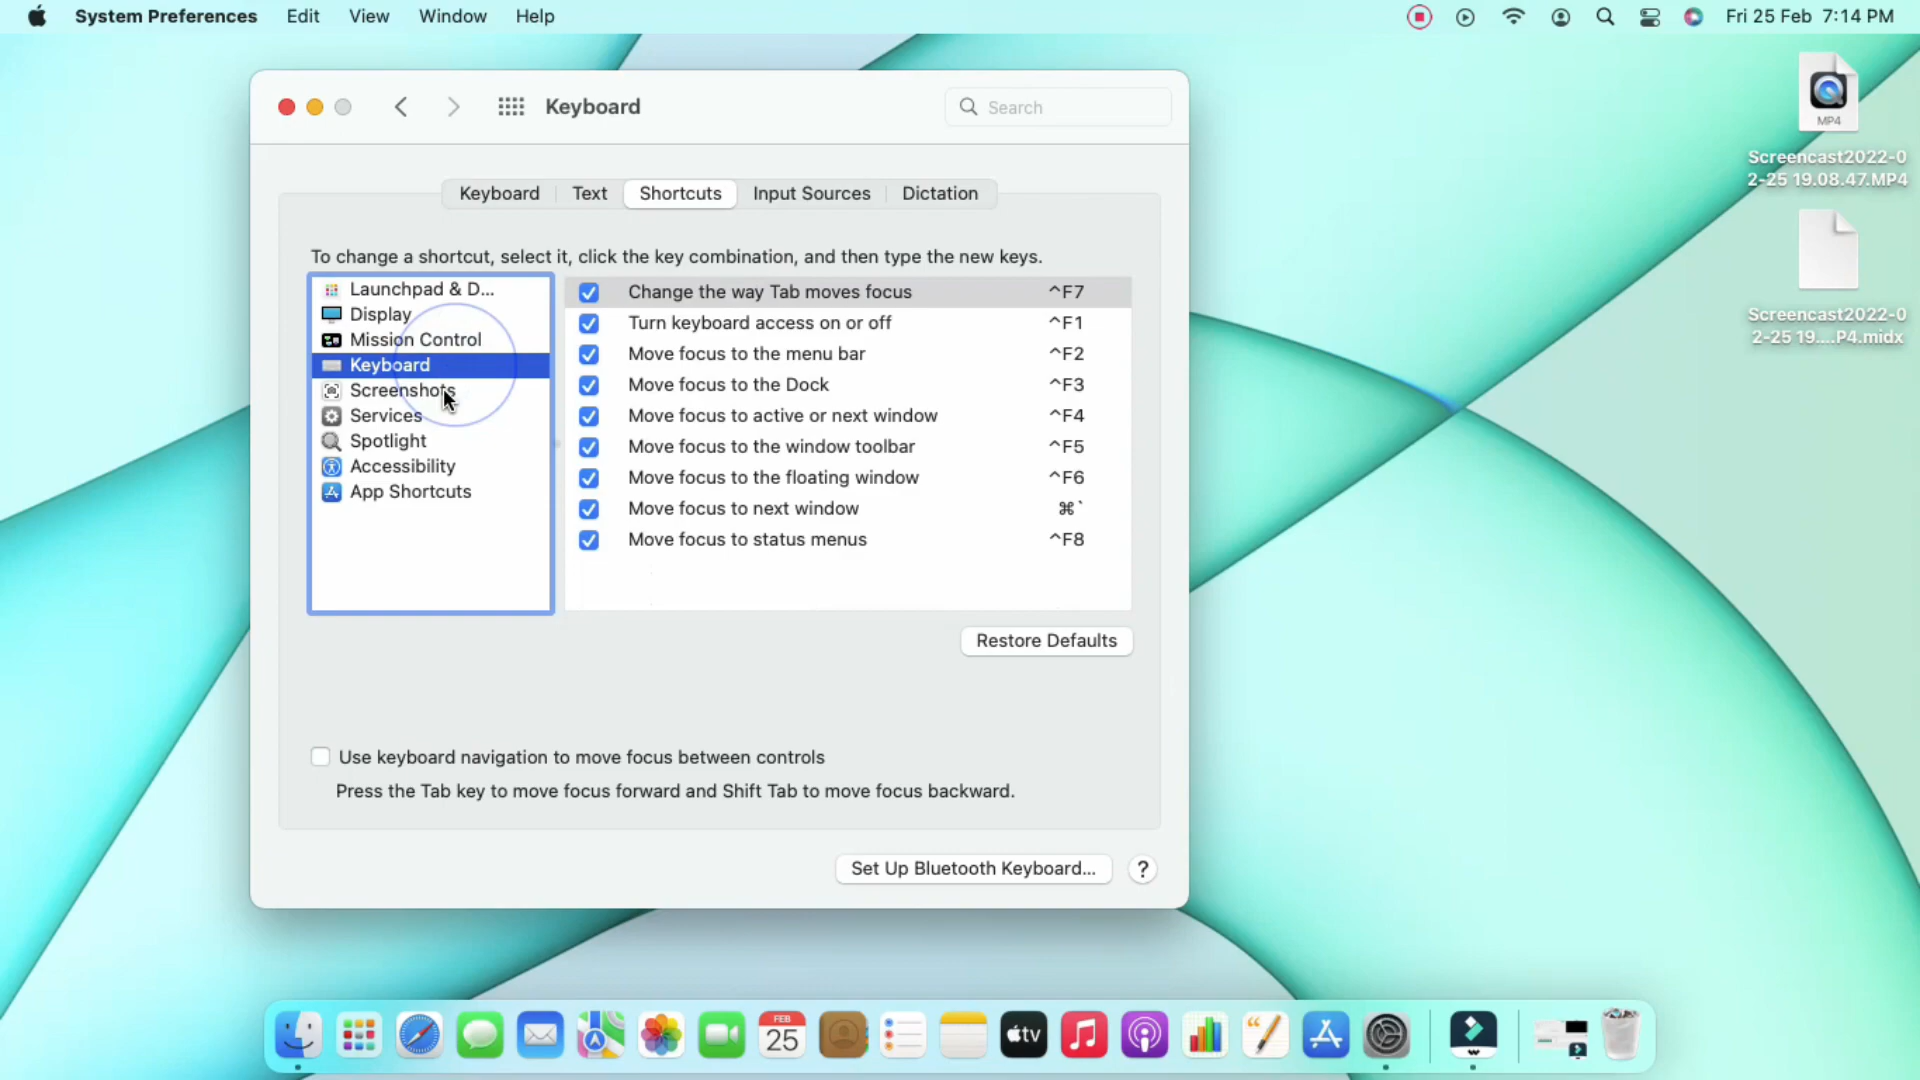 System Preferences Edit View Window Help
Fri 25 Feb 7:14 PM
MP4
Screencast2022-0
2-25 19.08.47.MP4
Screencast2022-0
2-25 19....P4.midx
Keyboard
Search
Keyboard Text Shortcuts Input Sources Dictation
To change a shortcut, select it, click the key combination, and then type the new keys.
Launchpad & D...
Display
Mission Control
Keyboard
Screenshots
Services
Spotlight
Accessibility
App Shortcuts
Change the way Tab moves focus ^F7
Turn keyboard access on or off ^F1
Move focus to the menu bar ^F2
Move focus to the Dock ^F3
Move focus to active or next window ^F4
Move focus to the window toolbar ^F5
Move focus to the floating window ^F6
Move focus to next window ⌘`
Move focus to status menus ^F8
Restore Defaults
Use keyboard navigation to move focus between controls
Press the Tab key to move focus forward and Shift Tab to move focus backward.
Set Up Bluetooth Keyboard... ?
FEB
25
tv